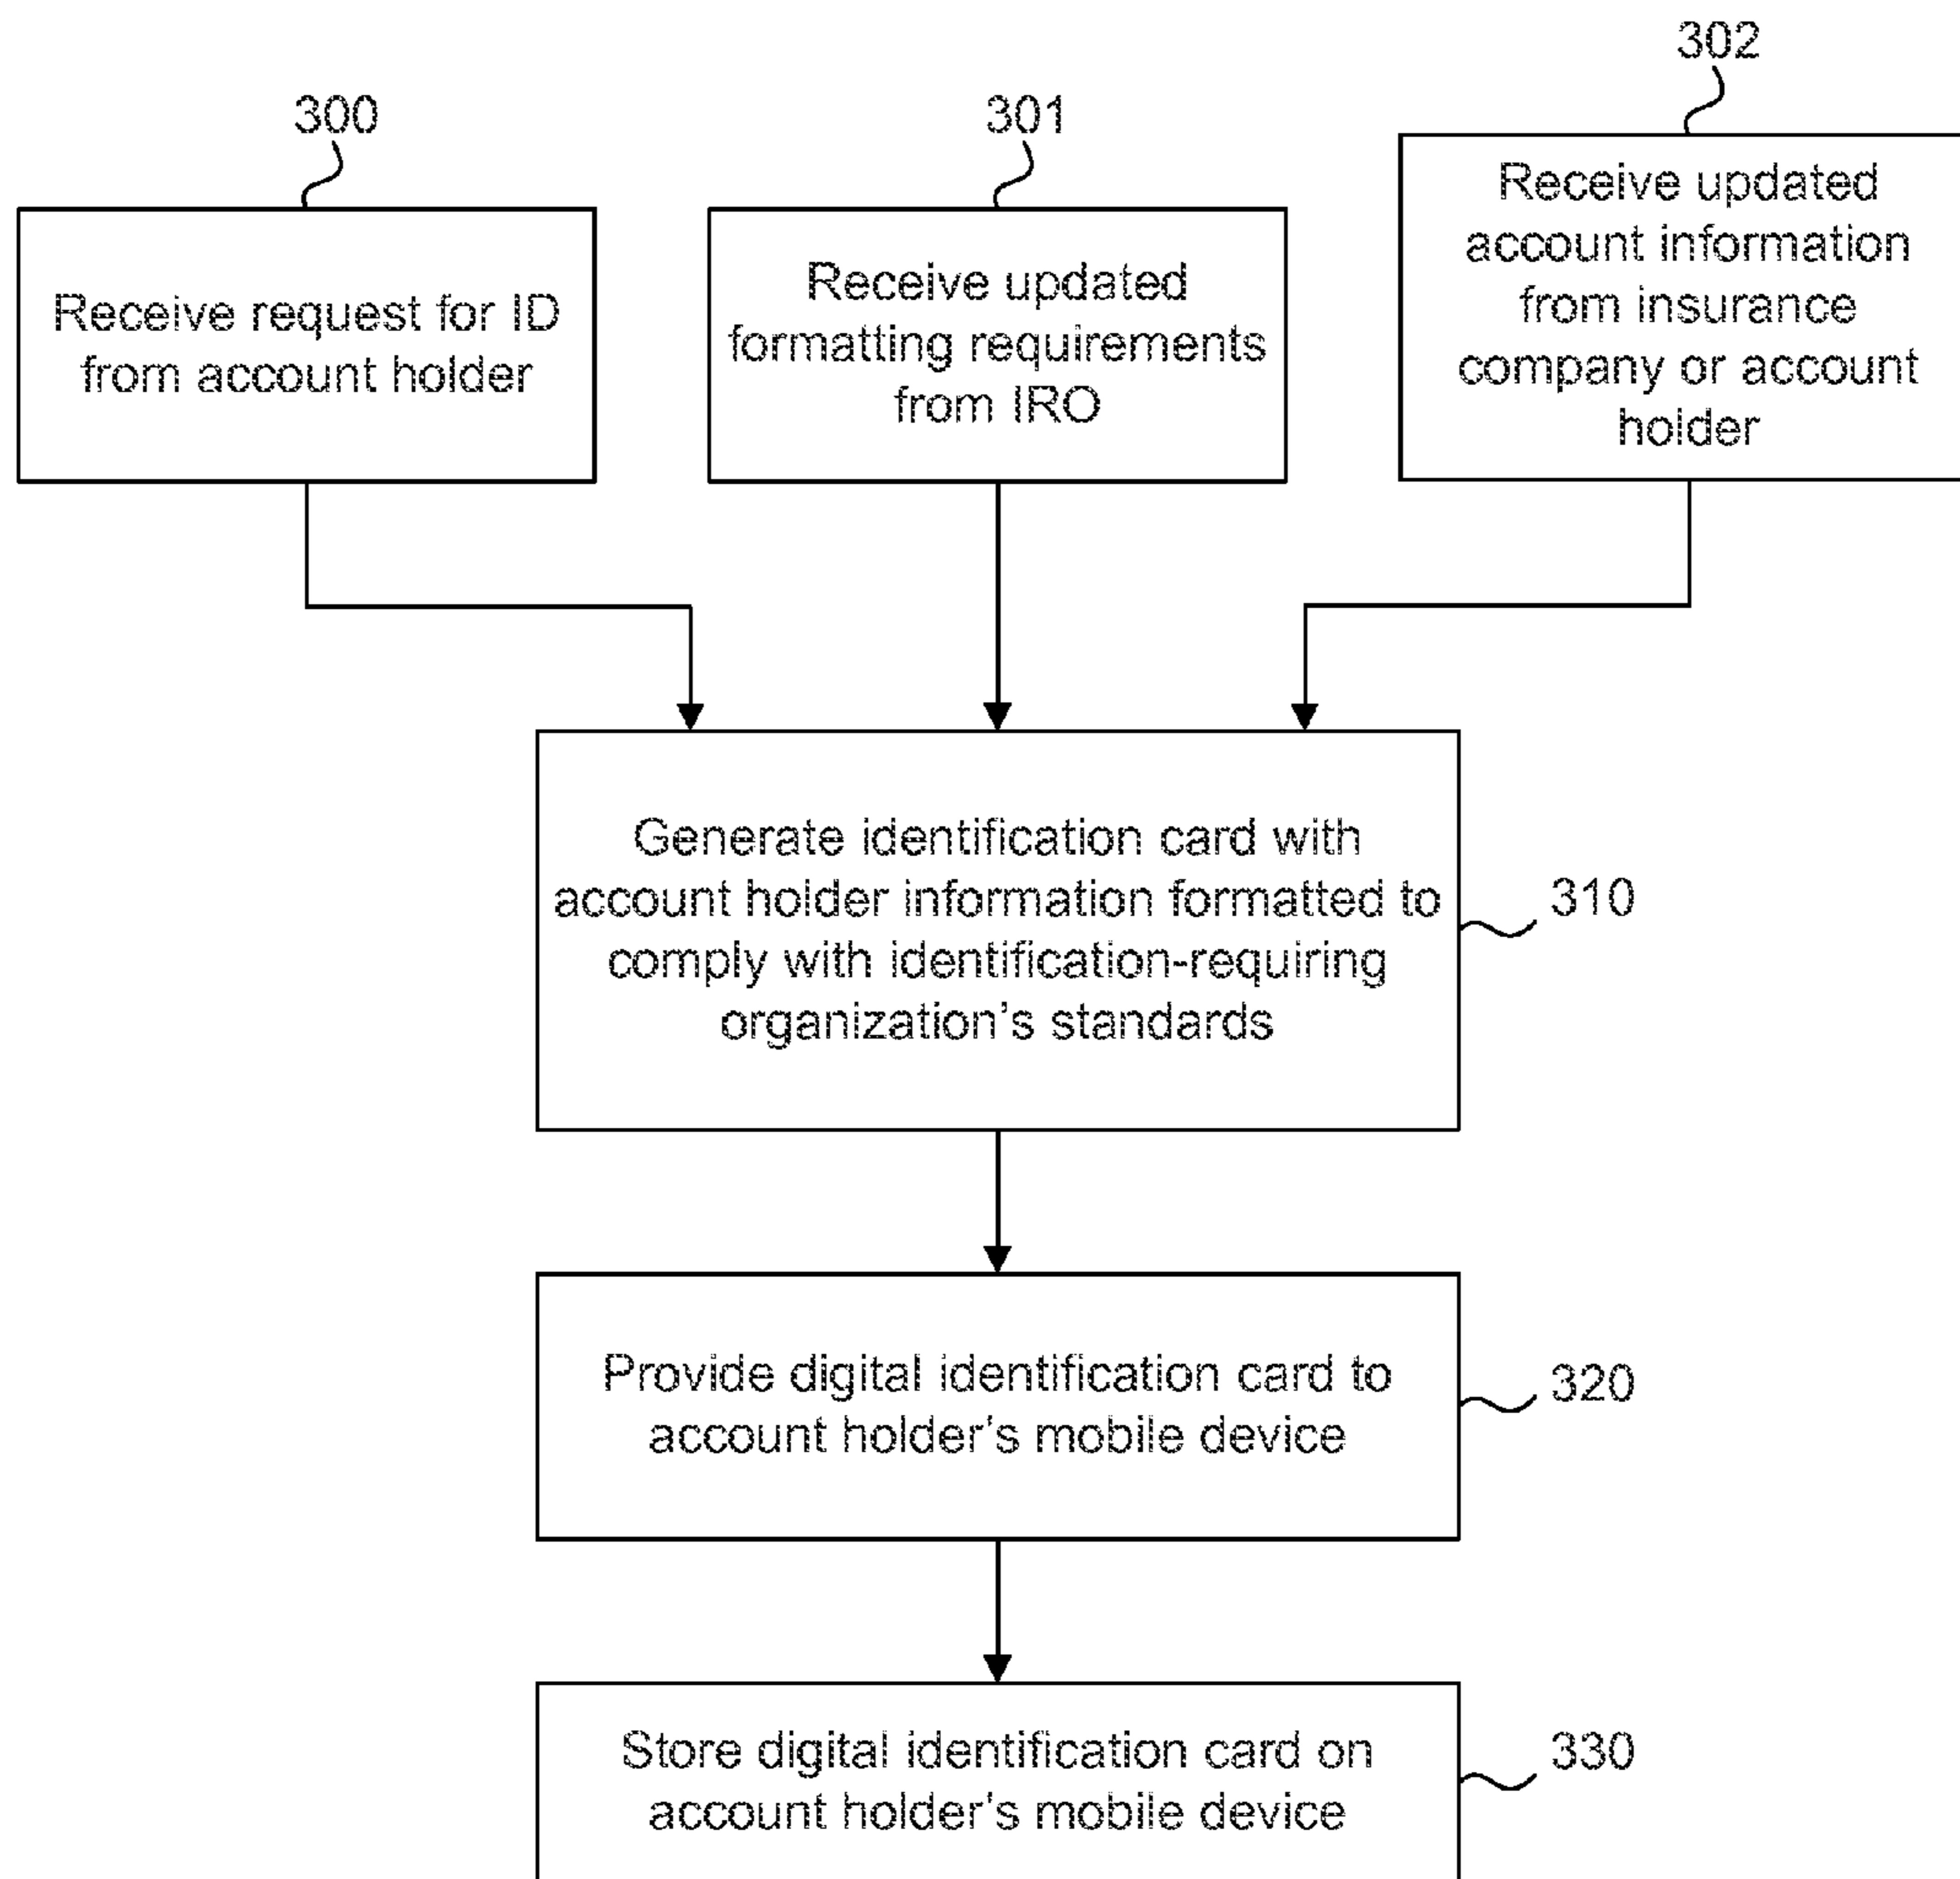 300
Receive request for ID
from account holder
301
Receive updated
formatting requirements
from IRO
302
Receive updated
account information
from insurance
company or account
holder
Generate identification card with
account holder information formatted to
comply with identification-requiring
organization's standards
310
Provide digital identification card to
account holder's mobile device
320
Store digital identification card on
account holder's mobile device
330